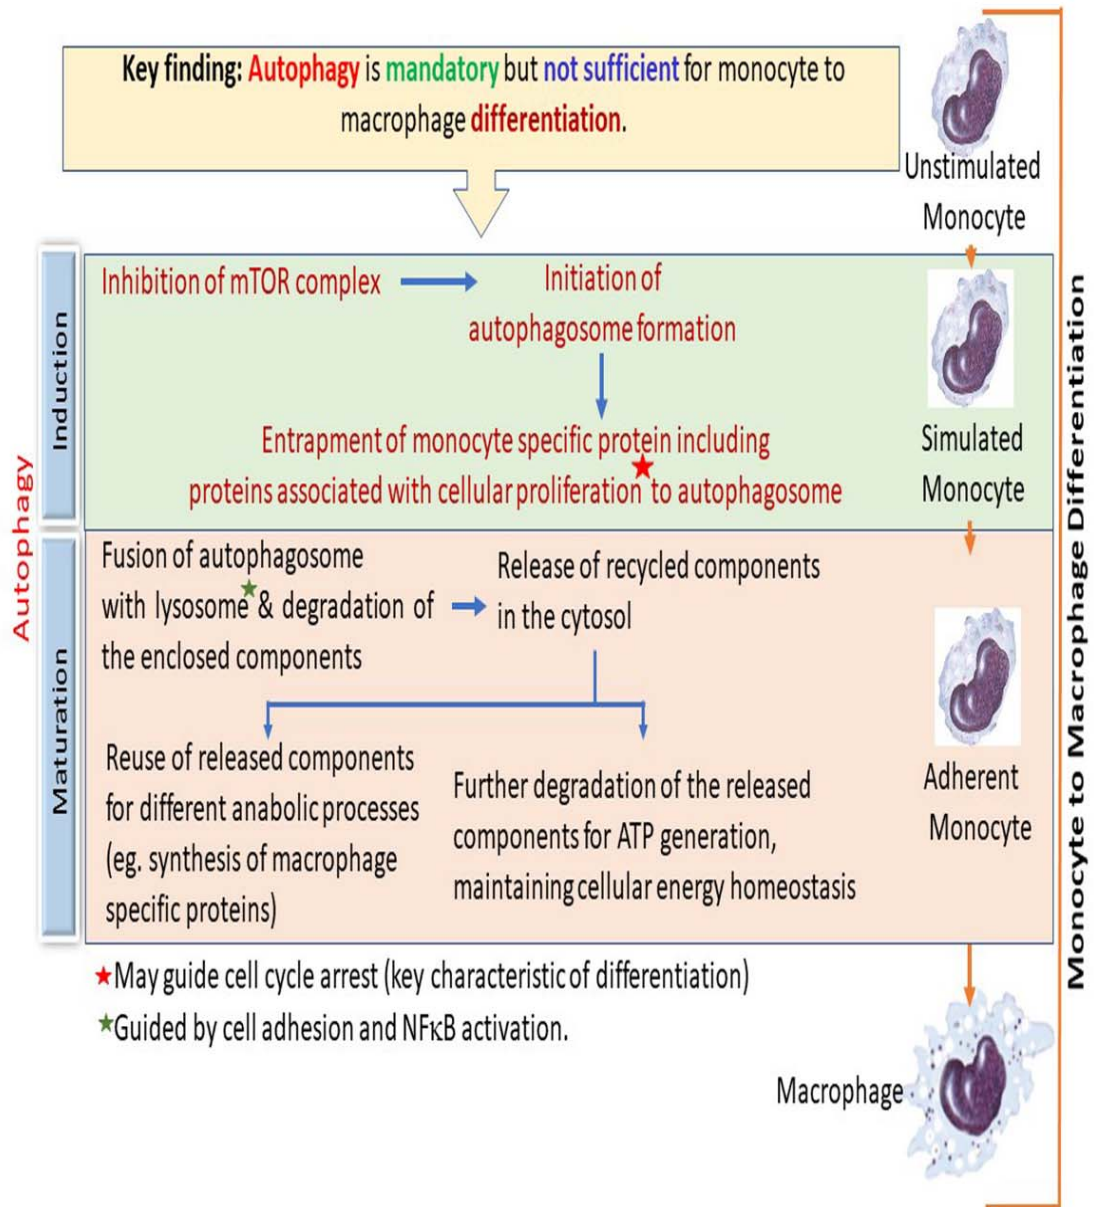 Key finding: Autophagy is mandatory but not sufficient for monocyte to
macrophage differentiation.
Unstimulated
Monocyte
Autophagy
Induction
Inhibition of mTOR complex
Initiation of
autophagosome formation
Entrapment of monocyte specific protein including
proteins associated with cellular proliferation★to autophagosome
Simulated
Monocyte
Maturation
Fusion of autophagosome
with lysosome★& degradation of
the enclosed components
Release of recycled components
in the cytosol
Reuse of released components
for different anabolic processes
(eg. synthesis of macrophage
specific proteins)
Further degradation of the released
components for ATP generation,
maintaining cellular energy homeostasis
Adherent
Monocyte
Monocyte to Macrophage Differentiation
★May guide cell cycle arrest (key characteristic of differentiation)
★Guided by cell adhesion and NFκB activation.
Macrophage